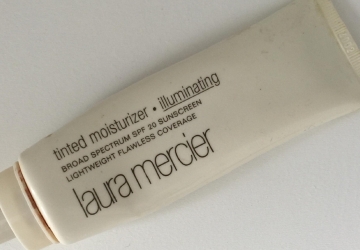 tinted moisturizer • illuminating
BROAD SPECTRUM SPF 20 SUNSCREEN
LIGHTWEIGHT FLAWLESS COVERAGE
laura mercier